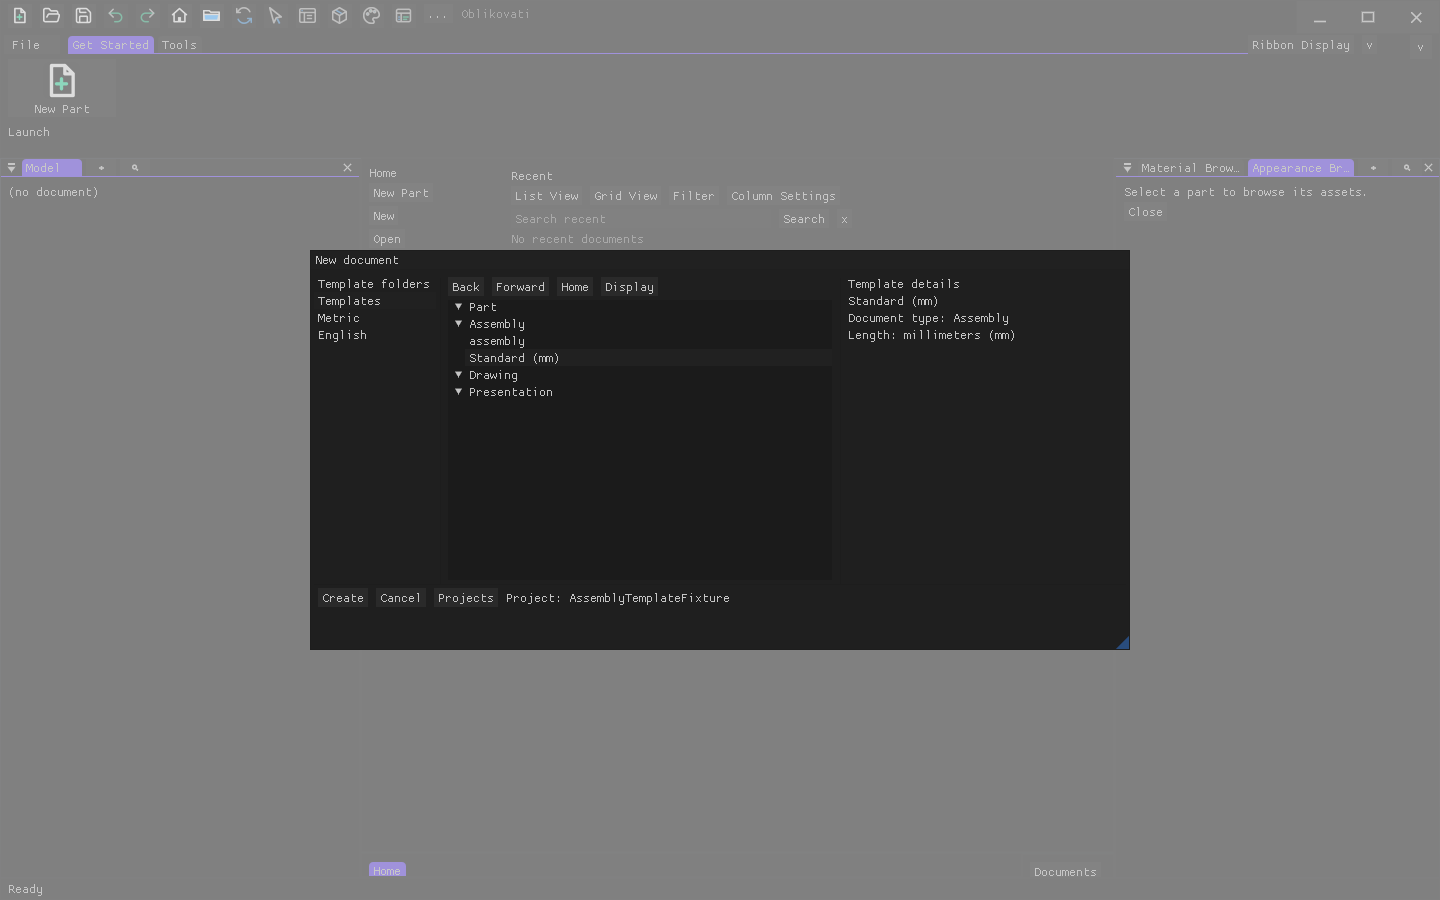 ... Oblikovati
File Get Started Tools Ribbon Display v v
New Part
Launch
Model
(no document)
Home
New Part
New
Open
Recent
List View Grid View Filter Column Settings
Search recent Search x
No recent documents
Material Brow… Appearance Br…
Select a part to browse its assets.
Close
New document
Template folders
Templates
Metric
English
Back Forward Home Display
Part
Assembly
assembly
Standard (mm)
Drawing
Presentation
Template details
Standard (mm)
Document type: Assembly
Length: millimeters (mm)
Create Cancel Projects Project: AssemblyTemplateFixture
Home Documents
Ready